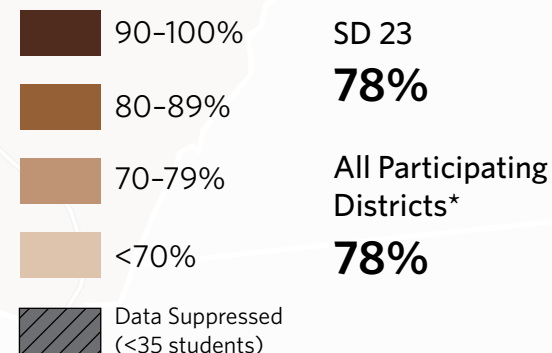 90–100%
80–89%
70–79%
<70%
Data Suppressed
(<35 students)
SD 23
78%
All Participating
Districts*
78%